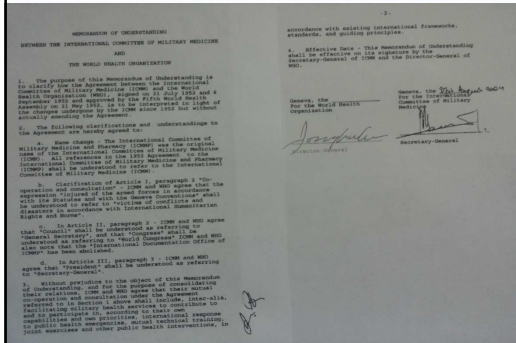 MEMORANDUM OF UNDERSTANDING
BETWEEN THE INTERNATIONAL COMMITTEE OF MILITARY MEDICINE
AND
THE WORLD HEALTH ORGANIZATION
1. The purpose of this Memorandum of Understanding is
to clarify how the Agreement between the International
Committee of Military Medicine (ICMM) and the World
Health Organization (WHO), signed on 21 July 1952 and 6
September 1952 and approved by the Fifth World Health
Assembly on 21 May 1952, is to be interpreted in light of
the changes undergone by the ICMM since 1952 but without
actually amending the Agreement.
2. The following clarifications and understandings to
the Agreement are hereby agreed to:
a. Name change - The International Committee of
Military Medicine and Pharmacy (ICMMP) was the original
name of the International Committee of Military Medicine
(ICMM). All references in the 1952 Agreement to the
International Committee of Military Medicine and Pharmacy
(ICMMP) shall be understood to refer to the International
Committee of Military Medicine (ICMM).
b. Clarification of Article I, paragraph 2 "Co-
operation and consultation" - ICMM and WHO agree that the
expression "injured of the armed forces in accordance
with its Statutes and with the Geneva Conventions" shall
be understood to refer to "victims of conflicts and
disasters in accordance with International Humanitarian
Rights and Norms".
c. In Article II, paragraph 2 - ICMM and WHO agree
that "Council" shall be understood as referring to
"General Secretary", and that "Congress" shall be
understood as referring to "World Congress" ICMM and WHO
also note that the "International Documentation Office of
ICMMP" has been abolished.
d. In Article III, paragraph 3 - ICMM and WHO
agree that "President" shall be understood as referring
to "Secretary-General".
3. Without prejudice to the object of this Memorandum
of Understanding, and for the purpose of consolidating
their relations, ICMM and WHO agree that their mutual
co-operation and consultation under the Agreement
referred to in Section 1 above shall include, inter-alia,
facilitating military health services to contribute to
and to participate in, according to their own
capabilities and own priorities, international response
to public health emergencies, mutual technical training,
joint exercises and other public health interventions, in
-2-
accordance with existing international frameworks,
standards, and guiding principles.
4. Effective Date - This Memorandum of Understanding
shall be effective on its signature by the
Secretary-General of ICMM and the Director-General of
WHO.
Geneva, the
For the World Health
Organization
Director-General
Geneva, the August 2004
For the International
Committee of Military
Medicine
Secretary-General